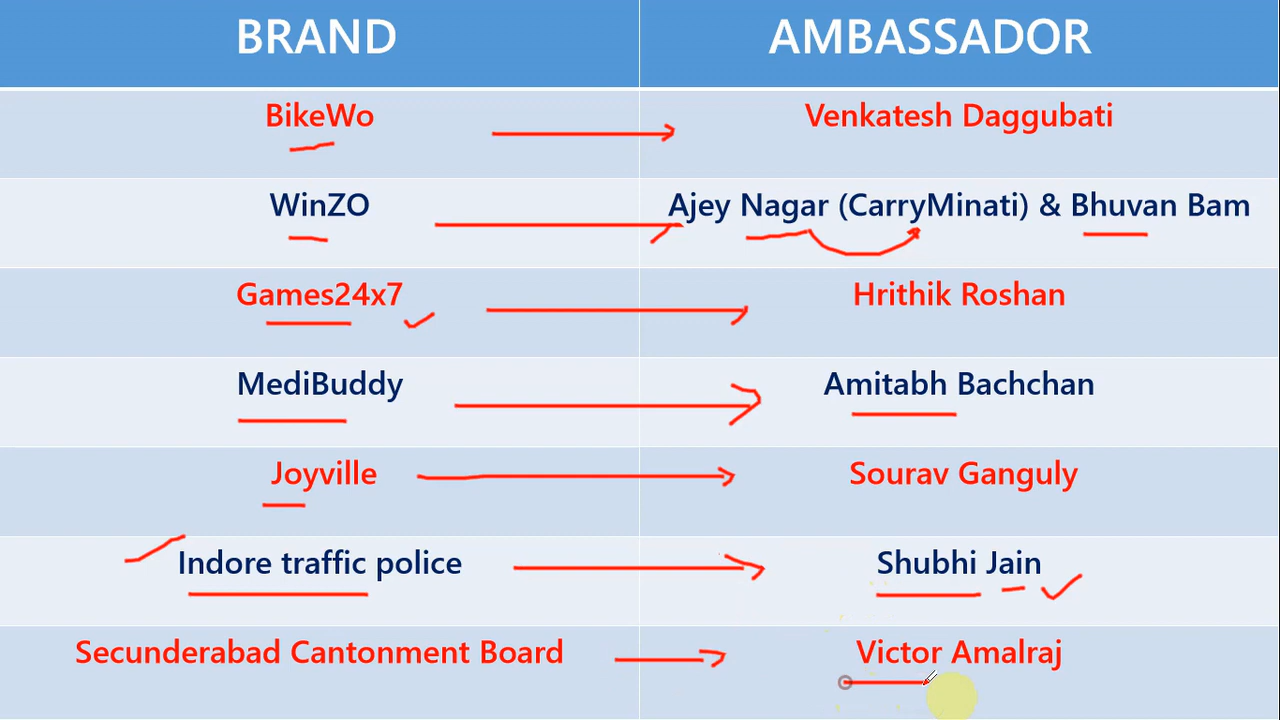 BRAND AMBASSADOR
BikeWo Venkatesh Daggubati
WinZO Ajey Nagar (CarryMinati) & Bhuvan Bam
Games24x7 Hrithik Roshan
MediBuddy Amitabh Bachchan
Joyville Sourav Ganguly
Indore traffic police Shubhi Jain
Secunderabad Cantonment Board Victor Amalraj